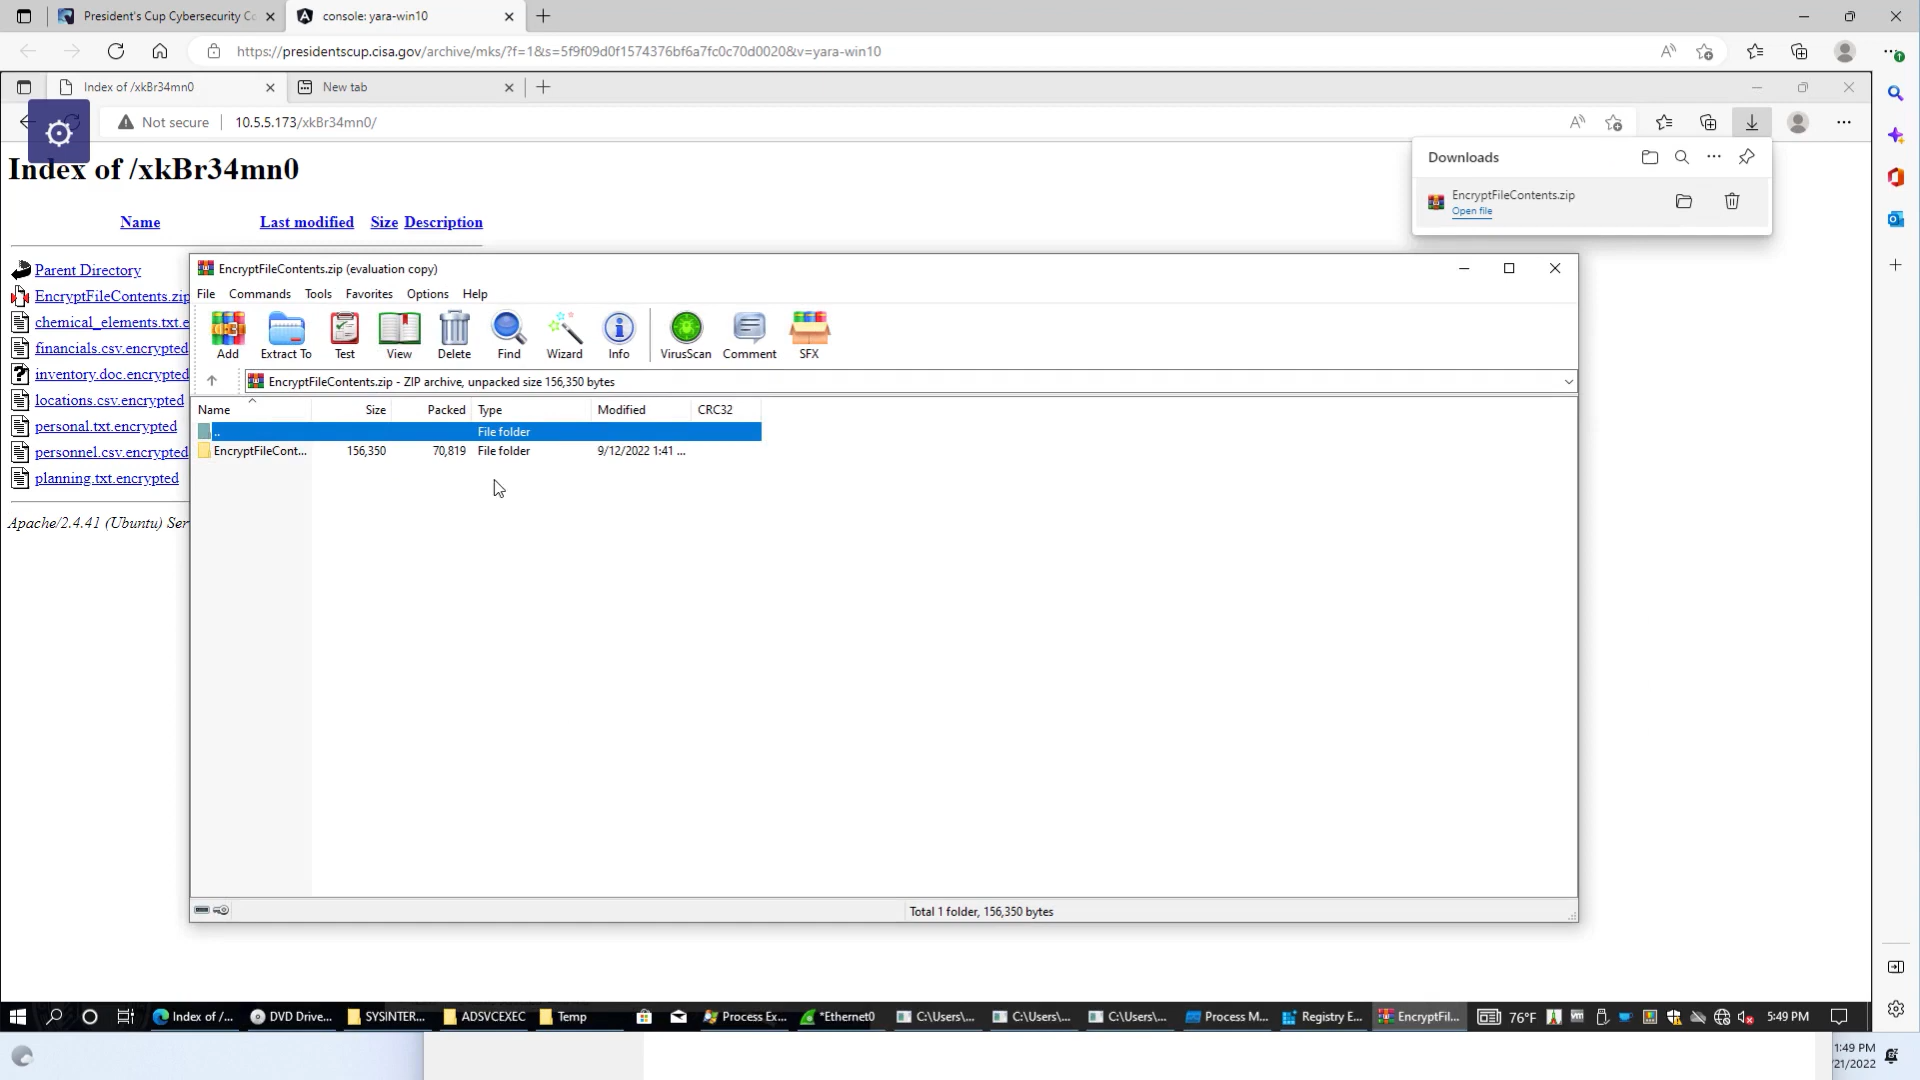 President's Cup Cybersecurity Co
console: yara-win10
https://presidentscup.cisa.gov/archive/mks/?f=1&s=5f9f09d0f1574376bf6a7fc0c70d0020&v=yara-win10
Index of /xkBr34mn0
New tab
Not secure
10.5.5.173/xkBr34mn0/
Index of /xkBr34mn0
Downloads
EncryptFileContents.zip
Open file
Name Last modified Size Description
Parent Directory
EncryptFileContents.zip
chemical_elements.txt.e
financials.csv.encrypted
inventory.doc.encrypted
locations.csv.encrypted
personal.txt.encrypted
personnel.csv.encrypted
planning.txt.encrypted
Apache/2.4.41 (Ubuntu) Ser
EncryptFileContents.zip (evaluation copy)
File Commands Tools Favorites Options Help
Add Extract To Test View Delete Find Wizard Info VirusScan Comment SFX
EncryptFileContents.zip - ZIP archive, unpacked size 156,350 bytes
Name Size Packed Type Modified CRC32
.. File folder
EncryptFileCont... 156,350 70,819 File folder 9/12/2022 1:41 ...
Total 1 folder, 156,350 bytes
Index of /... DVD Drive... SYSINTER... ADSVCEXEC Temp Process Ex... *Ethernet0 C:\Users\... C:\Users\... C:\Users\... Process M... Registry E... EncryptFil... 76°F 5:49 PM
1:49 PM
/21/2022